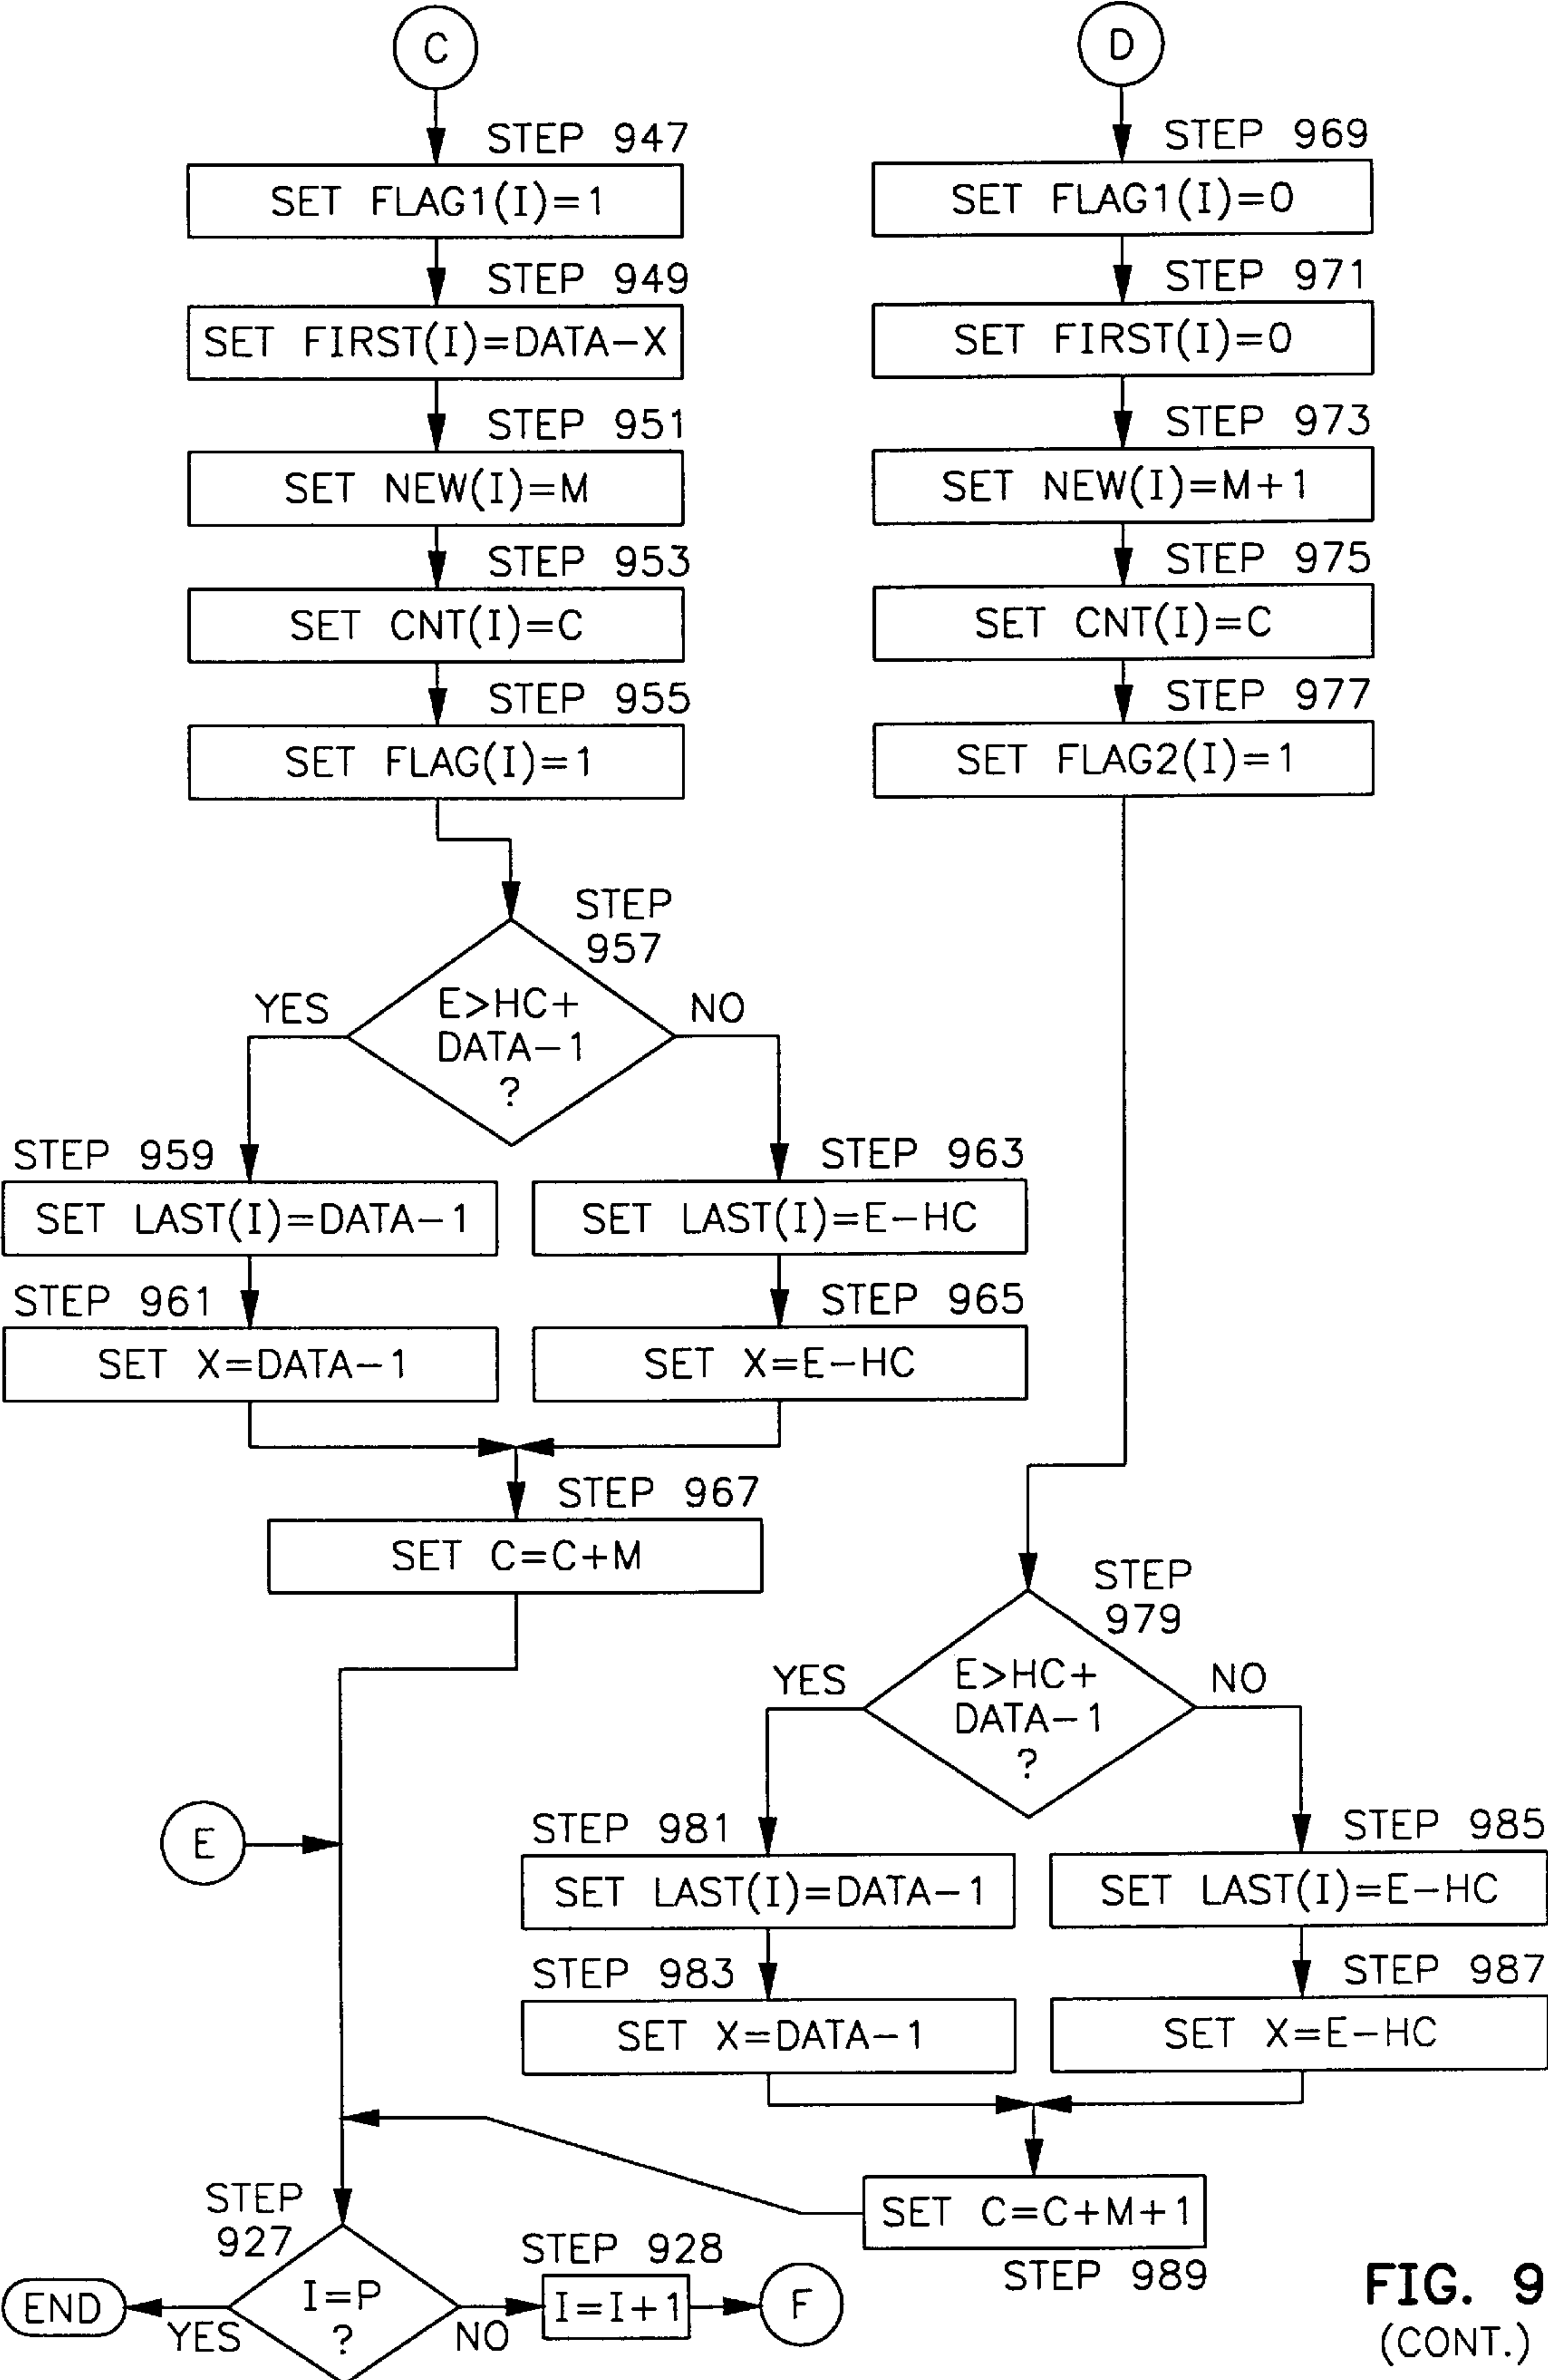 C
STEP 947
SET FLAG1(I)=1
STEP 949
SET FIRST(I)=DATA-X
STEP 951
SET NEW(I)=M
STEP 953
SET CNT(I)=C
STEP 955
SET FLAG(I)=1
STEP
957
E>HC+
DATA-1
?
YES
NO
STEP 959
SET LAST(I)=DATA-1
STEP 961
SET X=DATA-1
STEP 963
SET LAST(I)=E-HC
STEP 965
SET X=E-HC
STEP 967
SET C=C+M
D
STEP 969
SET FLAG1(I)=0
STEP 971
SET FIRST(I)=0
STEP 973
SET NEW(I)=M+1
STEP 975
SET CNT(I)=C
STEP 977
SET FLAG2(I)=1
STEP
979
E>HC+
DATA-1
?
YES
NO
STEP 981
SET LAST(I)=DATA-1
STEP 983
SET X=DATA-1
STEP 985
SET LAST(I)=E-HC
STEP 987
SET X=E-HC
SET C=C+M+1
STEP 989
E
STEP
927
I=P
?
YES
END
NO
STEP 928
I=I+1
F
FIG. 9
(CONT.)